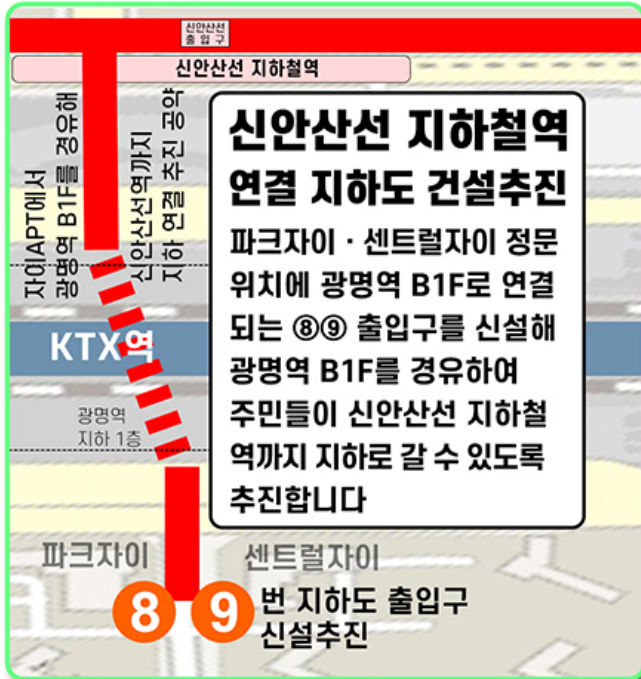 신안산선
출 입 구
신안산선 지하철역
자이APT에서
광명역 B1F를 경유해
신안산선역까지
지하 연결 추진 공약
신안산선 지하철역
연결 지하도 건설추진
파크자이 · 센트럴자이 정문
위치에 광명역 B1F로 연결
되는 ⑧⑨ 출입구를 신설해
광명역 B1F를 경유하여
주민들이 신안산선 지하철
역까지 지하로 갈 수 있도록
추진합니다
KTX역
광명역
지하 1층
파크자이
센트럴자이
8 9 번 지하도 출입구
신설추진